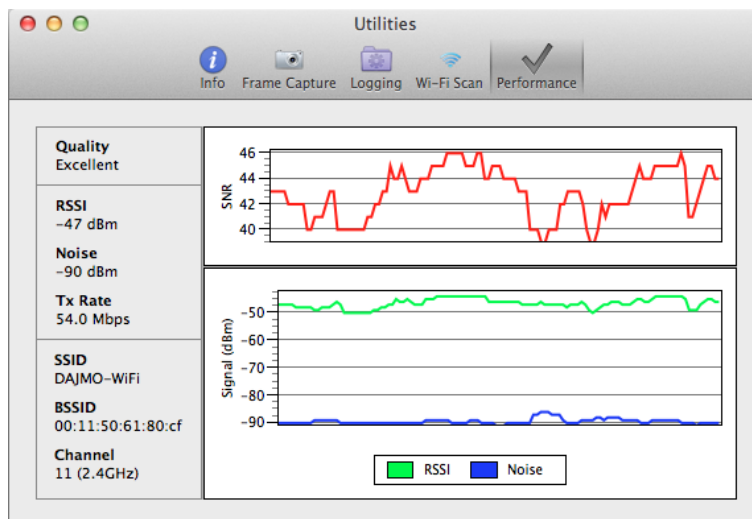 Utilities
Info
Frame Capture
Logging
Wi-Fi Scan
Performance
Quality
Excellent
RSSI
-47 dBm
Noise
-90 dBm
Tx Rate
54.0 Mbps
SSID
DAJMO-WiFi
BSSID
00:11:50:61:80:cf
Channel
11 (2.4GHz)
SNR
46
44
42
40
Signal (dBm)
-50
-60
-70
-80
-90
RSSI
Noise